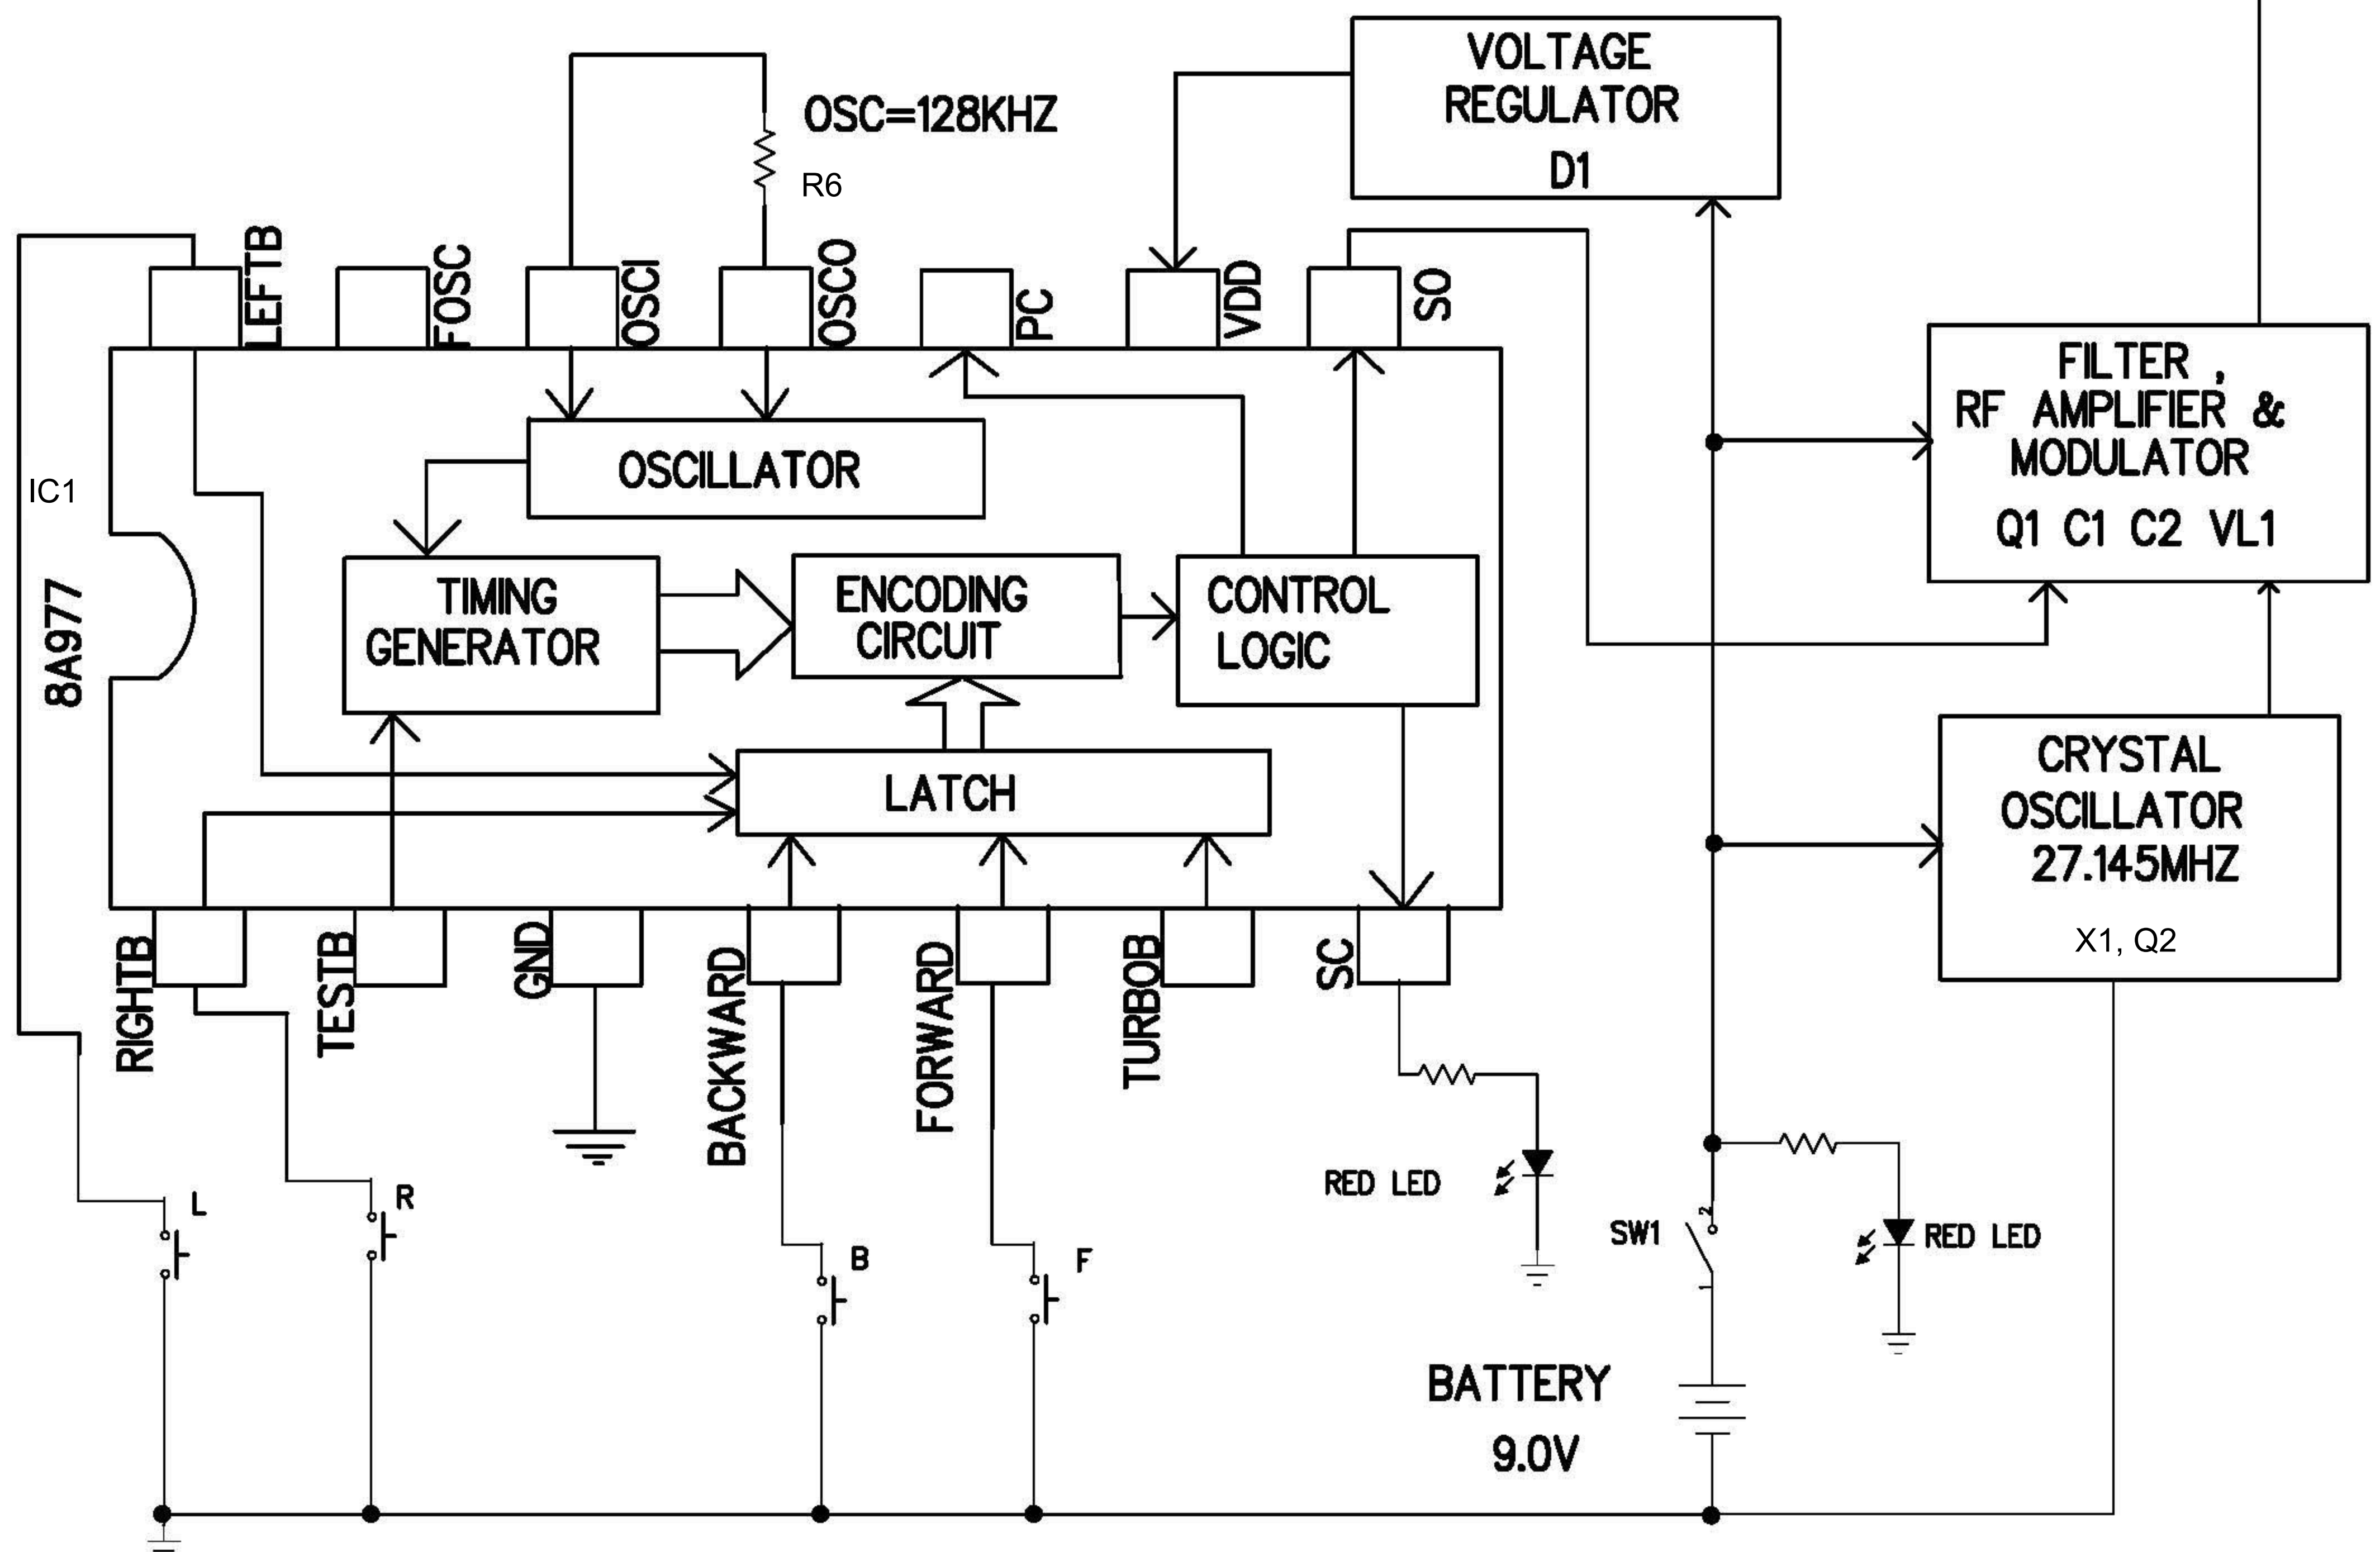 VOLTAGE
REGULATOR
D1
OSC=128KHZ
R6
LEFTB
FOSC
OSCI
OSCO
PC
VDD
SO
FILTER ,
RF AMPLIFIER &
MODULATOR
Q1 C1 C2 VL1
IC1
8A977
OSCILLATOR
TIMING
GENERATOR
ENCODING
CIRCUIT
CONTROL
LOGIC
LATCH
CRYSTAL
OSCILLATOR
27.145MHZ
X1, Q2
RIGHTB
TESTB
GND
BACKWARD
FORWARD
TURBOB
SC
L
R
B
F
RED LED
SW1
2
1
RED LED
BATTERY
9.0V